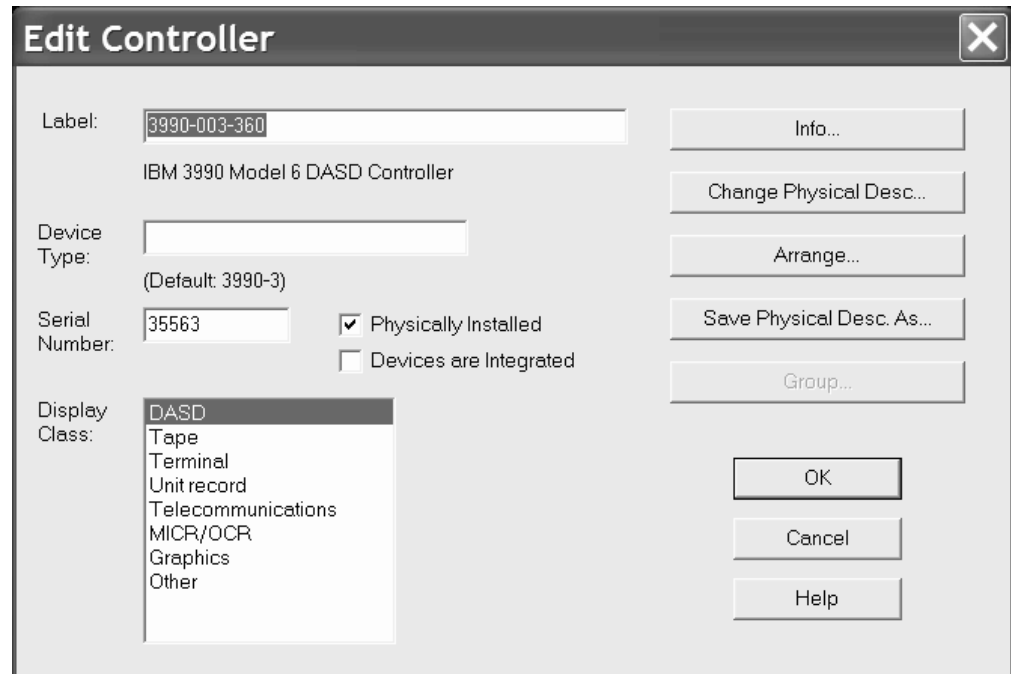 Edit Controller
Label:
3990-003-360
IBM 3990 Model 6 DASD Controller
Device
Type:
(Default: 3990-3)
Serial
Number:
35563
Physically Installed
Devices are Integrated
Display
Class:
DASD
Tape
Terminal
Unit record
Telecommunications
MICR/OCR
Graphics
Other
Info...
Change Physical Desc...
Arrange...
Save Physical Desc. As...
Group...
OK
Cancel
Help